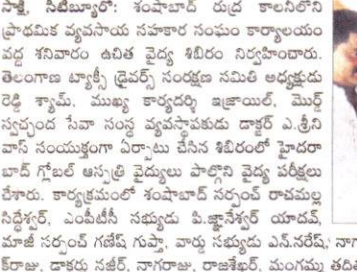 సాక్షి, సిటీబ్యూరో: శంషాబాద్ రుద్ర కాలనీలోని
ప్రాథమిక వ్యవసాయ సహకార సంఘం కార్యాలయం
వద్ద శనివారం ఉచిత వైద్య శిబిరం నిర్వహించారు.
తెలంగాణ ట్యాక్సీ డ్రైవర్స్ సంరక్షణ సమితి అధ్యక్షుడు
రెడ్డి శ్యామ్, ముఖ్య కార్యదర్శి ఇజ్రాయిల్, మెర్జ్
స్వచ్ఛంద సేవా సంస్థ వ్యవస్థాపకుడు డాక్టర్ ఎ.శ్రీని
వాస్ సంయుక్తంగా ఏర్పాటు చేసిన శిబిరంలో హైదరా
బాద్ గ్లోబల్ ఆస్పత్రి వైద్యులు పాల్గొని వైద్య పరీక్షలు
చేశారు. కార్యక్రమంలో శంషాబాద్ సర్పంచ్ రాచమల్ల
సిద్దేశ్వర్, ఎంపీటీసీ సభ్యుడు పి.జ్ఞానేశ్వర్ యాదవ్,
మాజీ సర్పంచ్ గణేష్ గుప్తా, వార్డు సభ్యుడు ఎన్.నరేష్, నాగ
క్‌రాజు, డాక్టరు నజీర్, నాగరాజు, రాజశేఖర్, మంగమ్మ తది